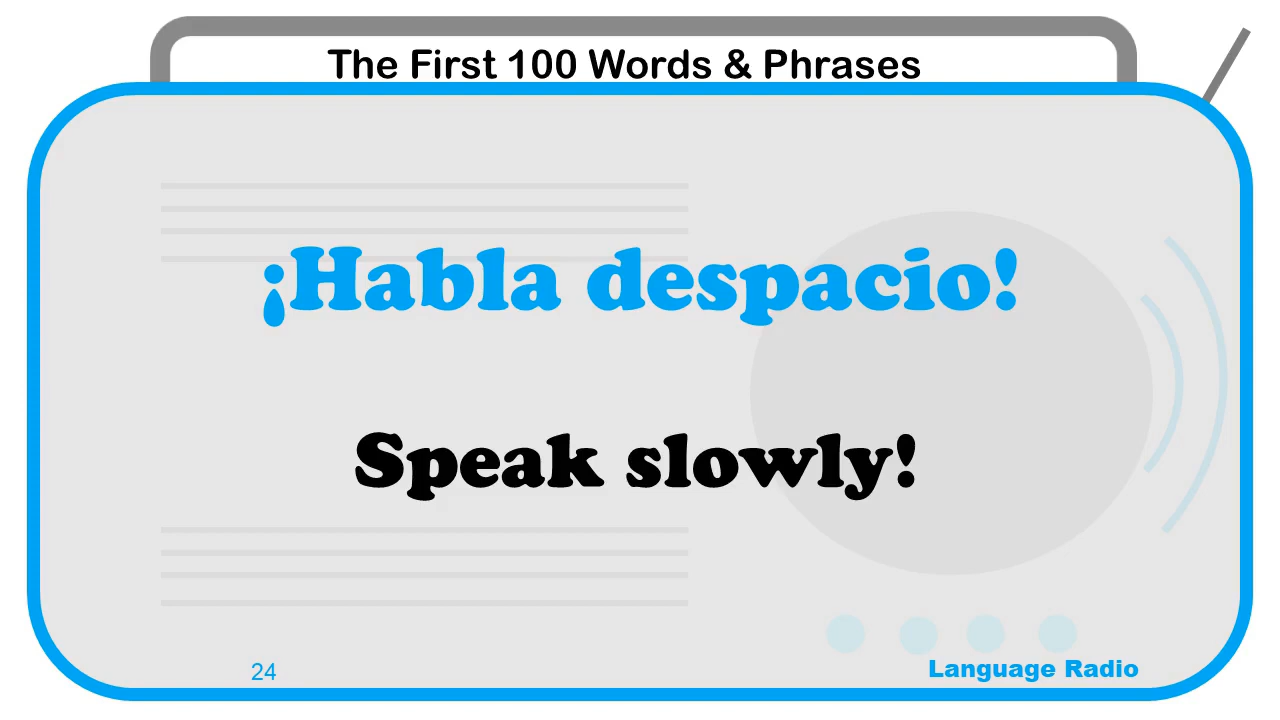 The First 100 Words & Phrases
¡Habla despacio!
Speak slowly!
24
Language Radio